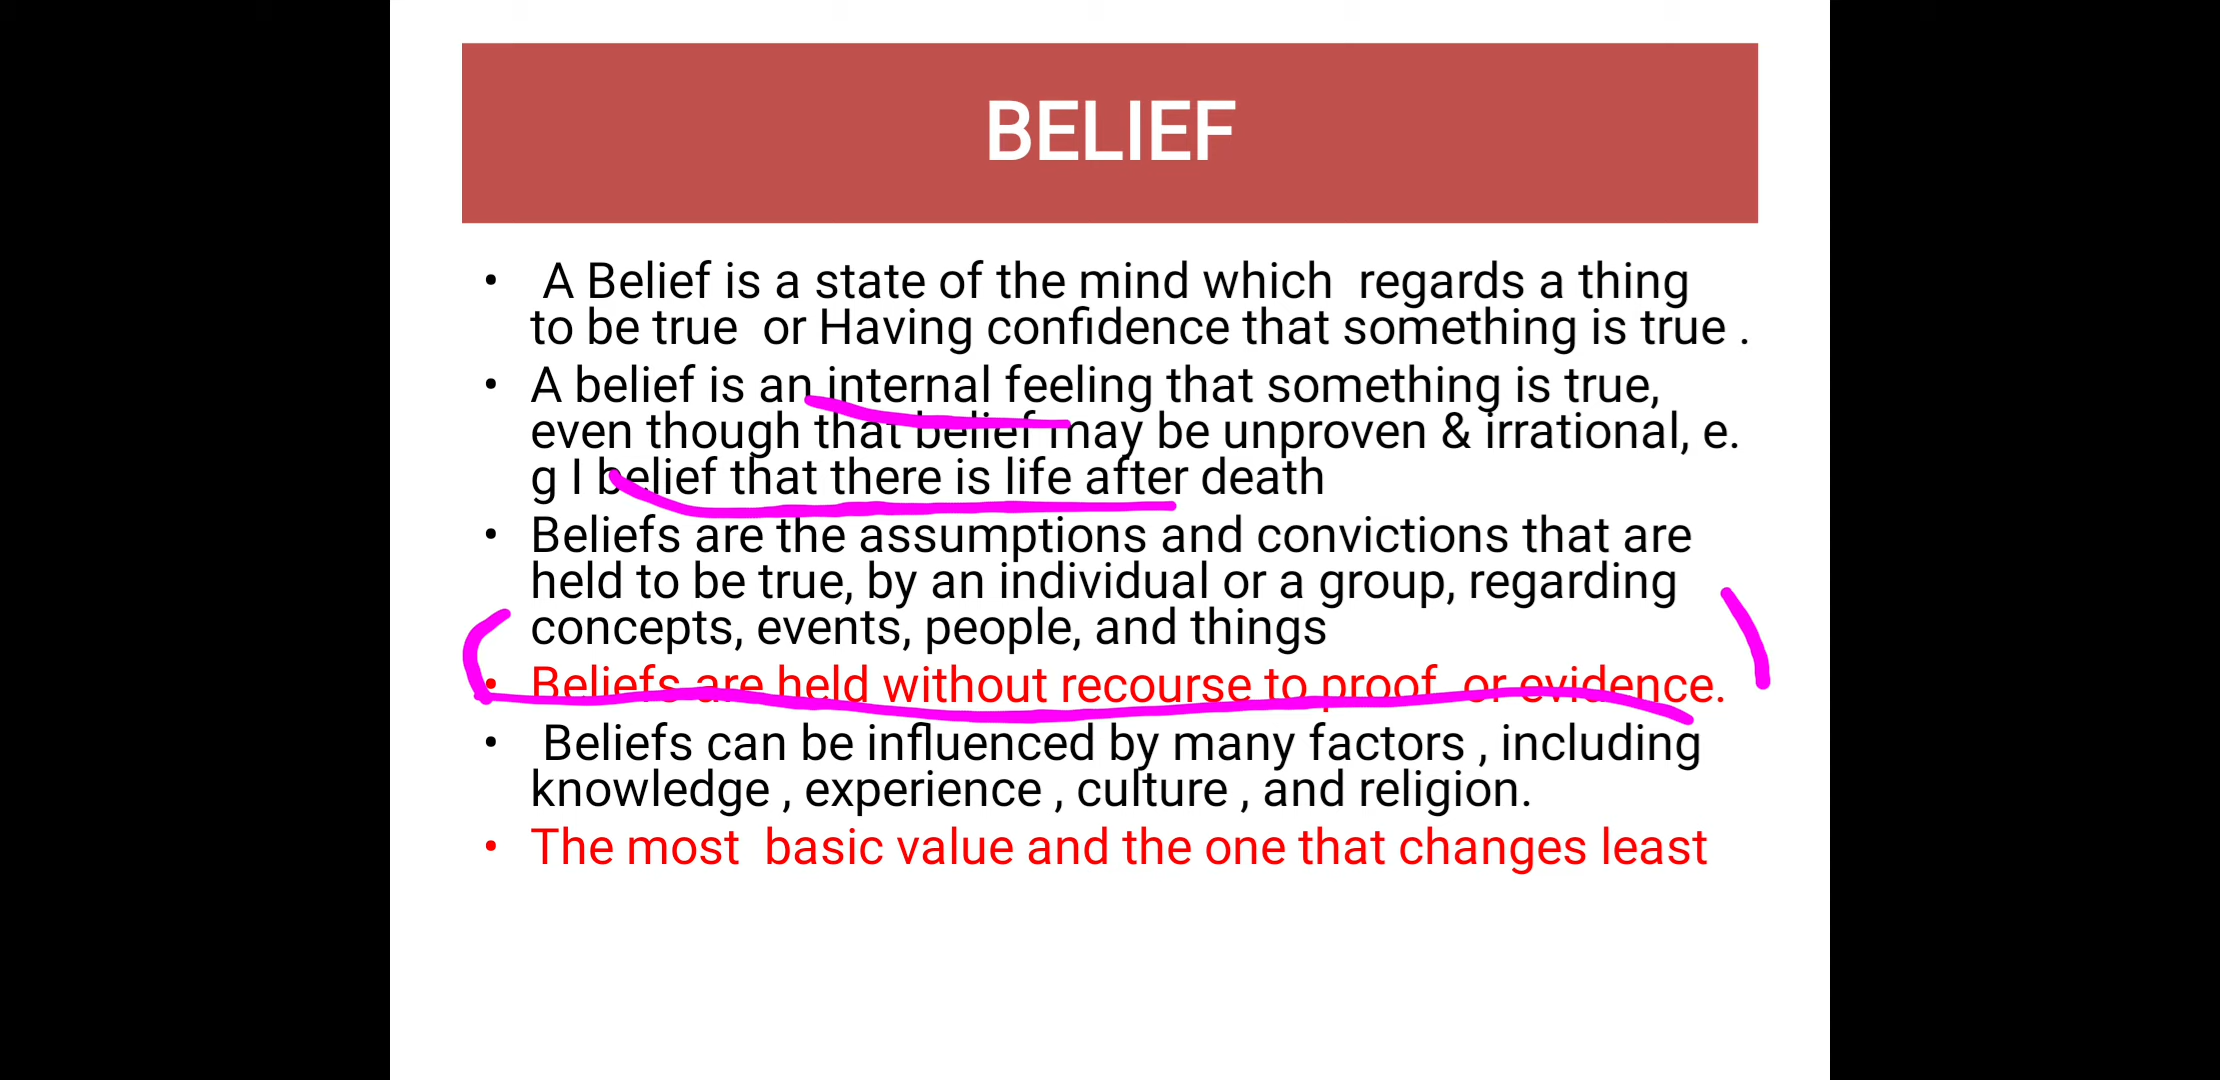 BELIEF
• A Belief is a state of the mind which regards a thing
to be true or Having confidence that something is true .
• A belief is an internal feeling that something is true,
even though that belief may be unproven & irrational, e.
g I belief that there is life after death
• Beliefs are the assumptions and convictions that are
held to be true, by an individual or a group, regarding
concepts, events, people, and things
• Beliefs are held without recourse to proof or evidence.
• Beliefs can be influenced by many factors , including
knowledge , experience , culture , and religion.
• The most basic value and the one that changes least